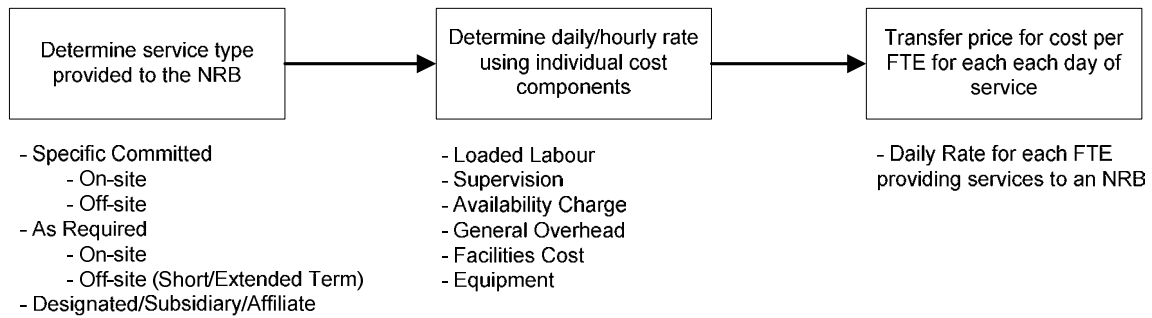 Determine service type
provided to the NRB
Determine daily/hourly rate
using individual cost
components
Transfer price for cost per
FTE for each each day of
service
- Specific Committed
- On-site
- Off-site
- As Required
- On-site
- Off-site (Short/Extended Term)
- Designated/Subsidiary/Affiliate
- Loaded Labour
- Supervision
- Availability Charge
- General Overhead
- Facilities Cost
- Equipment
- Daily Rate for each FTE
providing services to an NRB